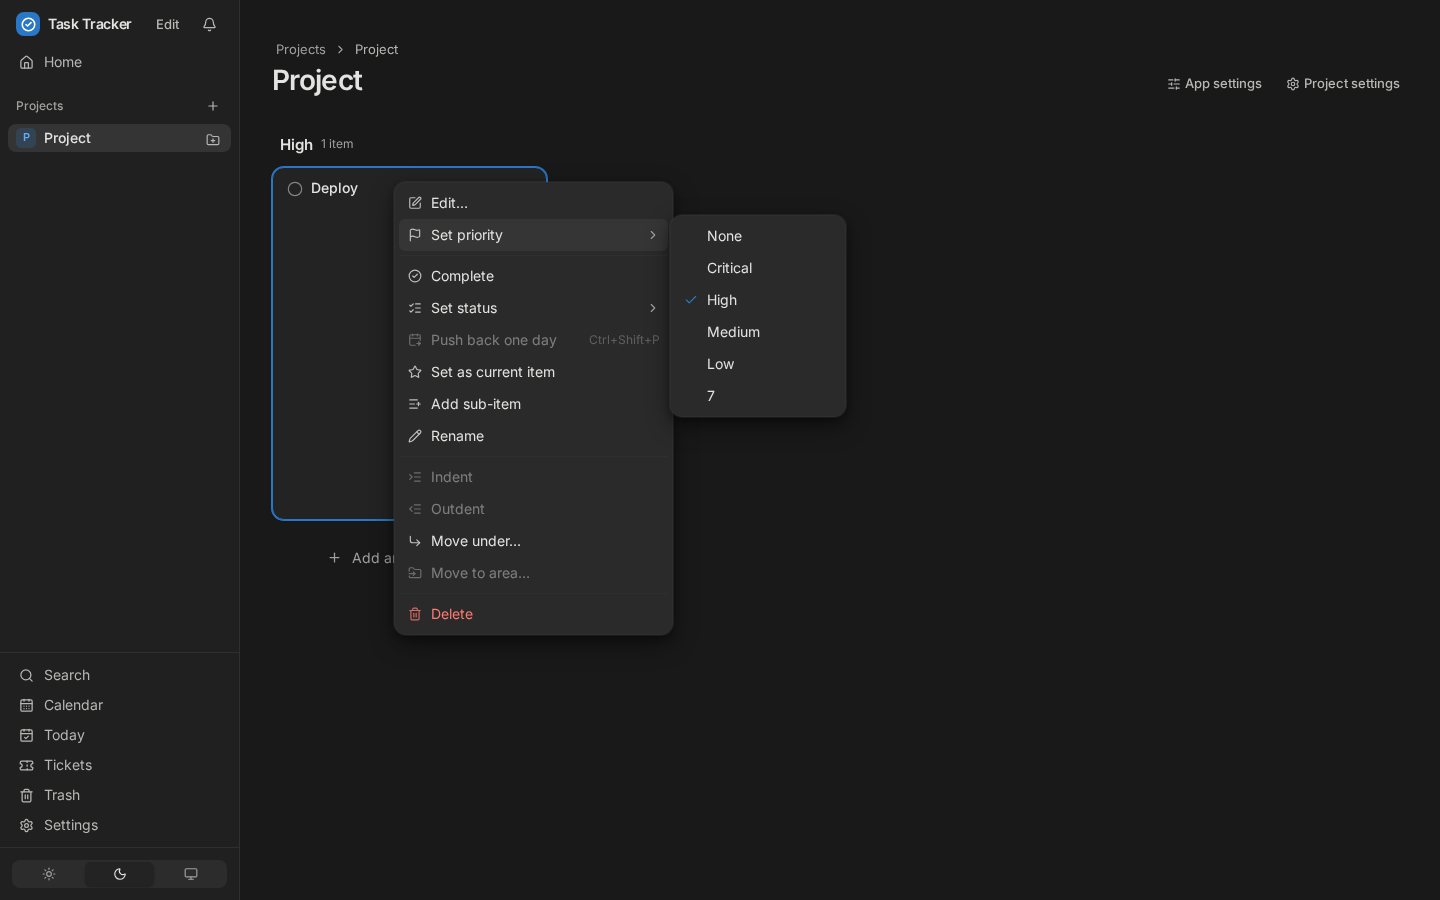 Task Tracker
Edit
Home
Projects
P
Project
Search
Calendar
Today
Tickets
Trash
Settings
Projects > Project
Project
App settings
Project settings
High
1 item
Deploy
Add a
Edit...
Set priority
Complete
Set status
Push back one day
Ctrl+Shift+P
Set as current item
Add sub-item
Rename
Indent
Outdent
Move under...
Move to area...
Delete
None
Critical
High
Medium
Low
7